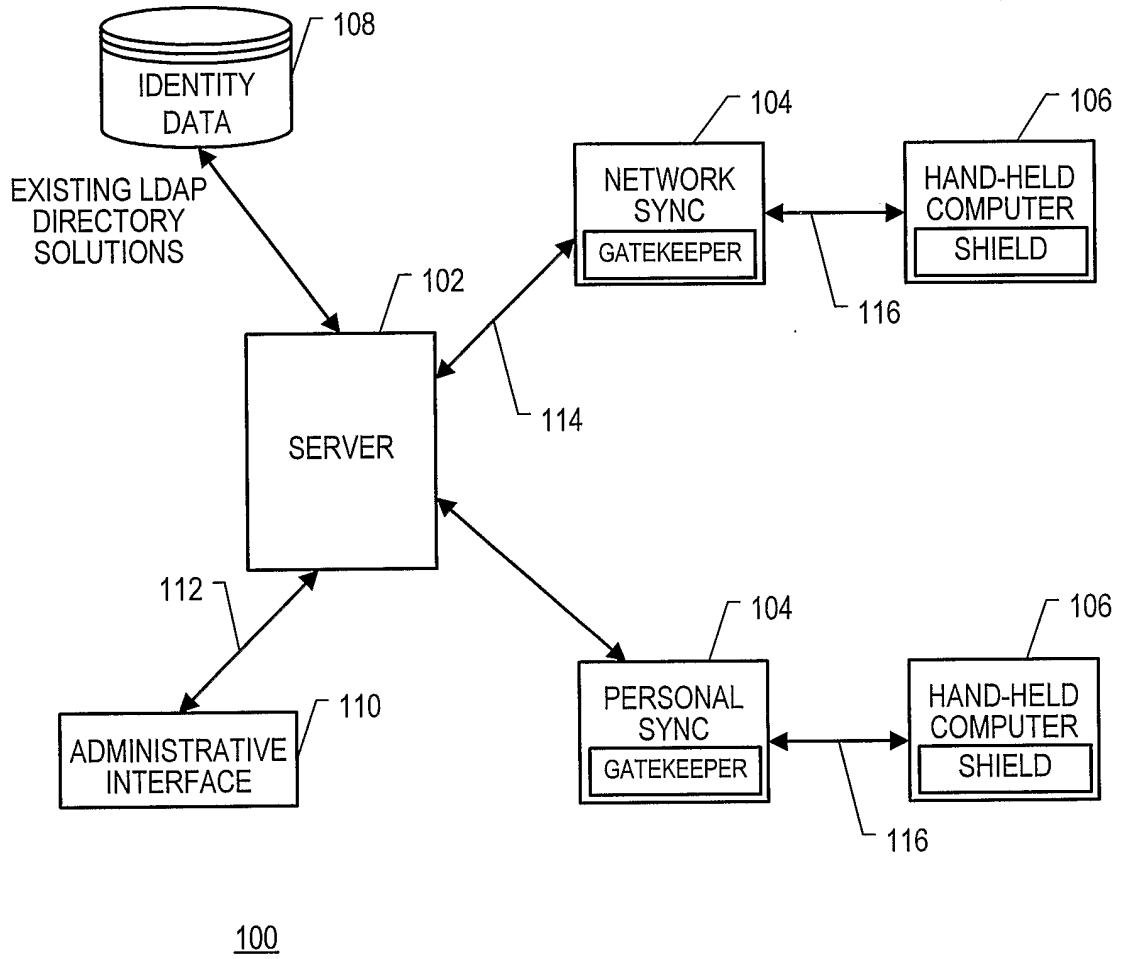 108
IDENTITY
DATA
EXISTING LDAP
DIRECTORY
SOLUTIONS
104
NETWORK
SYNC
GATEKEEPER
106
HAND-HELD
COMPUTER
SHIELD
116
102
SERVER
114
112
110
ADMINISTRATIVE
INTERFACE
104
PERSONAL
SYNC
GATEKEEPER
106
HAND-HELD
COMPUTER
SHIELD
116
100